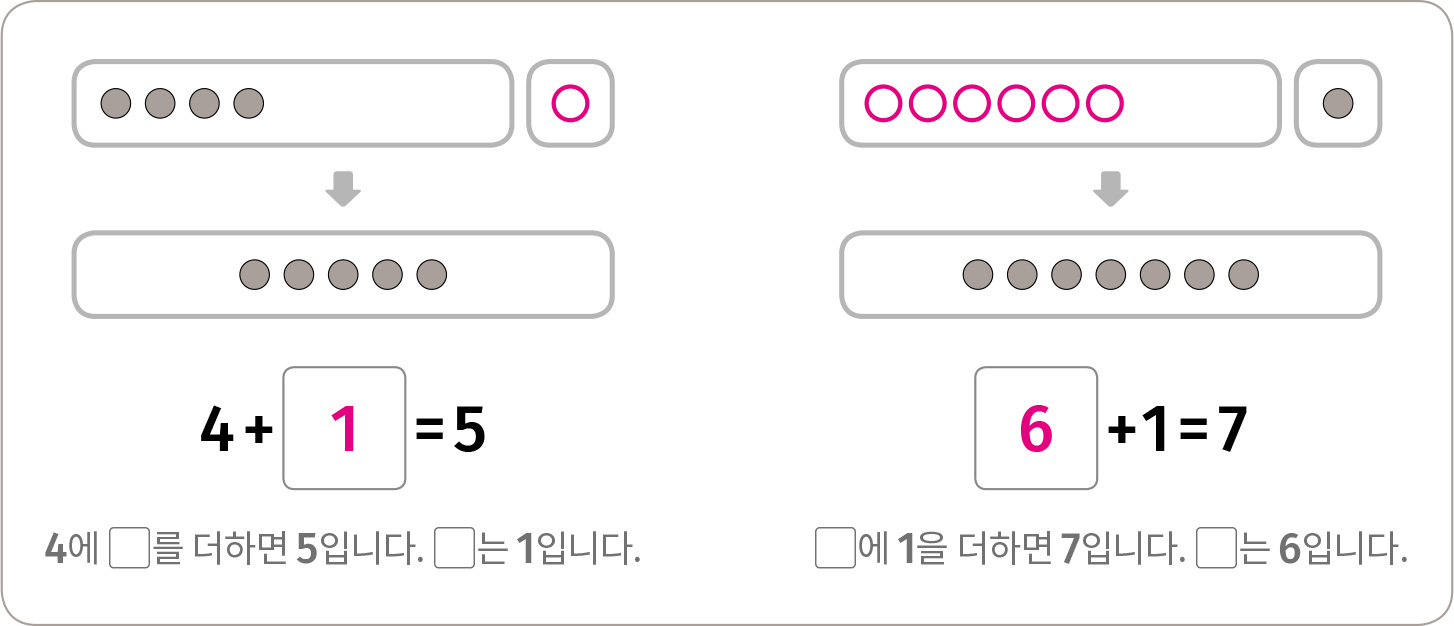 4+ 1 =5
6 +1=7
4에 □를 더하면 5입니다. □는 1입니다.
□에 1을 더하면 7입니다. □는 6입니다.